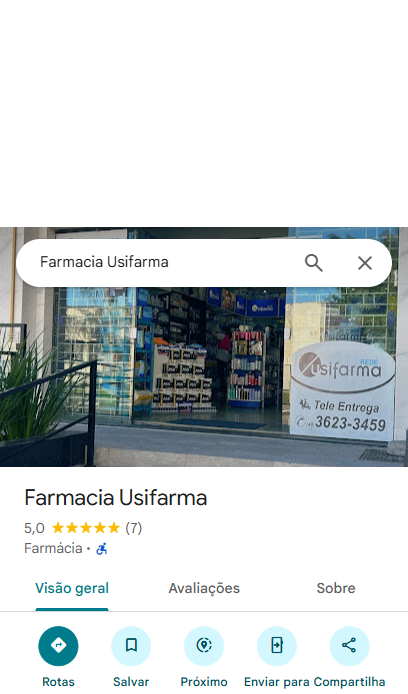 Farmacia Usifarma
REDE
usifarma
Tele Entrega
3623-3459
Farmacia Usifarma
5,0 (7)
Farmácia •
Visão geral Avaliações Sobre
Rotas Salvar Próximo Enviar para Compartilha